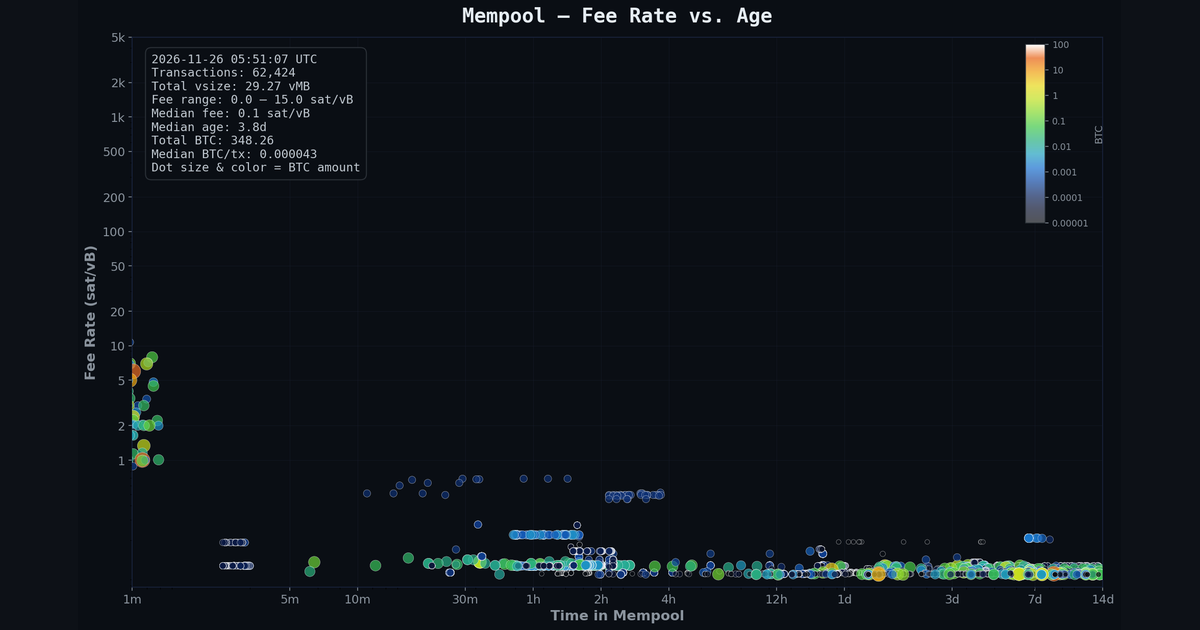 Mempool — Fee Rate vs. Age
5k
2k
1k
500
200
100
50
20
10
5
2
1
Fee Rate (sat/vB)
2026-11-26 05:51:07 UTC
Transactions: 62,424
Total vsize: 29.27 vMB
Fee range: 0.0 — 15.0 sat/vB
Median fee: 0.1 sat/vB
Median age: 3.8d
Total BTC: 348.26
Median BTC/tx: 0.000043
Dot size & color = BTC amount
100
10
1
0.1
0.01
0.001
0.0001
0.00001
BTC
1m 5m 10m 30m 1h 2h 4h 12h 1d 3d 7d 14d
Time in Mempool